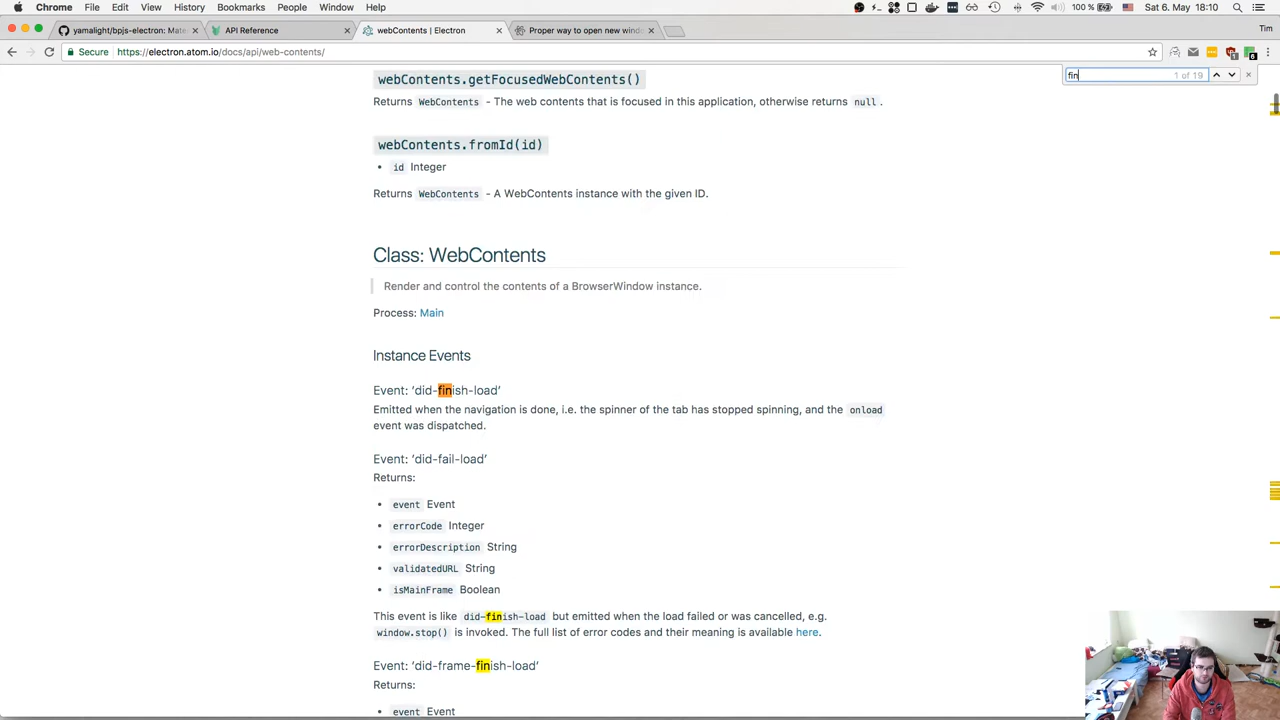 Chrome File Edit View History Bookmarks People Window Help 100 % Sat 6. May 18:10
Tim
yamalight/bpjs-electron: Mate
API Reference
webContents | Electron
Proper way to open new wind
Secure https://electron.atom.io/docs/api/web-contents/
fin 1 of 19
webContents.getFocusedWebContents()
Returns WebContents - The web contents that is focused in this application, otherwise returns null.
webContents.fromId(id)
id Integer
Returns WebContents - A WebContents instance with the given ID.
Class: WebContents
Render and control the contents of a BrowserWindow instance.
Process: Main
Instance Events
Event: ‘did-finish-load’
Emitted when the navigation is done, i.e. the spinner of the tab has stopped spinning, and the onload
event was dispatched.
Event: ‘did-fail-load’
Returns:
event Event
errorCode Integer
errorDescription String
validatedURL String
isMainFrame Boolean
This event is like did-finish-load but emitted when the load failed or was cancelled, e.g.
window.stop() is invoked. The full list of error codes and their meaning is available here.
Event: ‘did-frame-finish-load’
Returns:
event Event